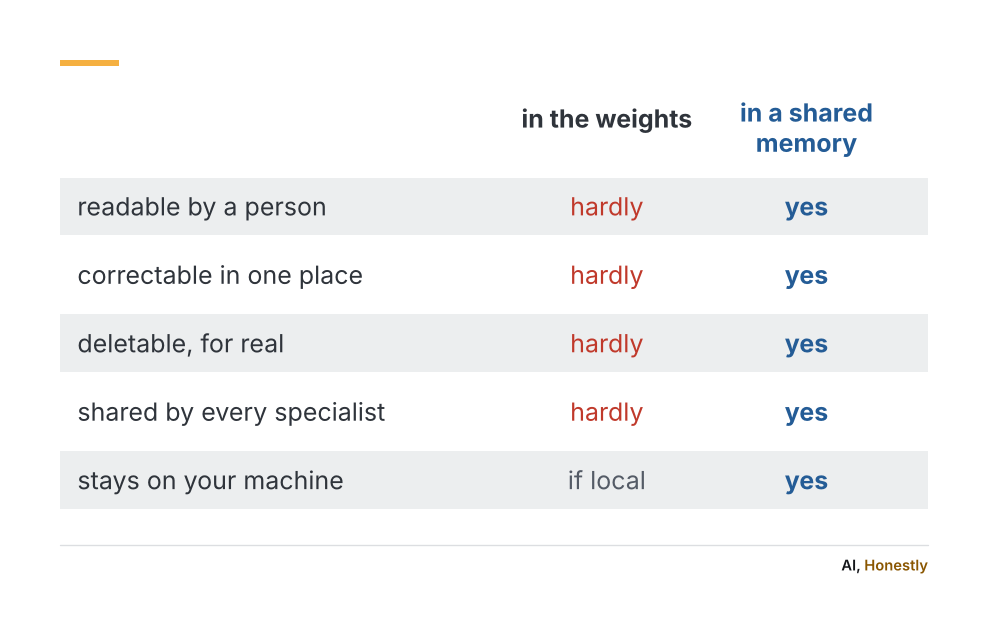 in the weights
in a shared
memory
readable by a person hardly yes
correctable in one place hardly yes
deletable, for real hardly yes
shared by every specialist hardly yes
stays on your machine if local yes
AI, Honestly